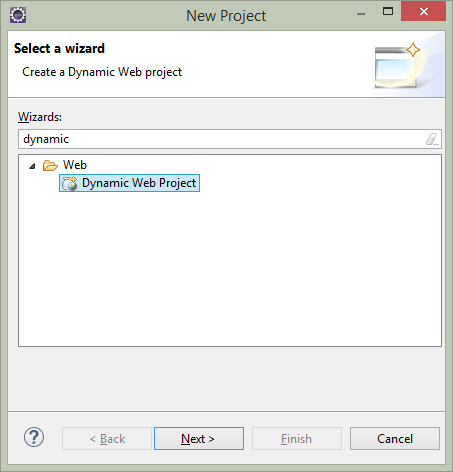 New Project
Select a wizard
Create a Dynamic Web project
Wizards:
dynamic
Web
Dynamic Web Project
? < Back Next > Finish Cancel